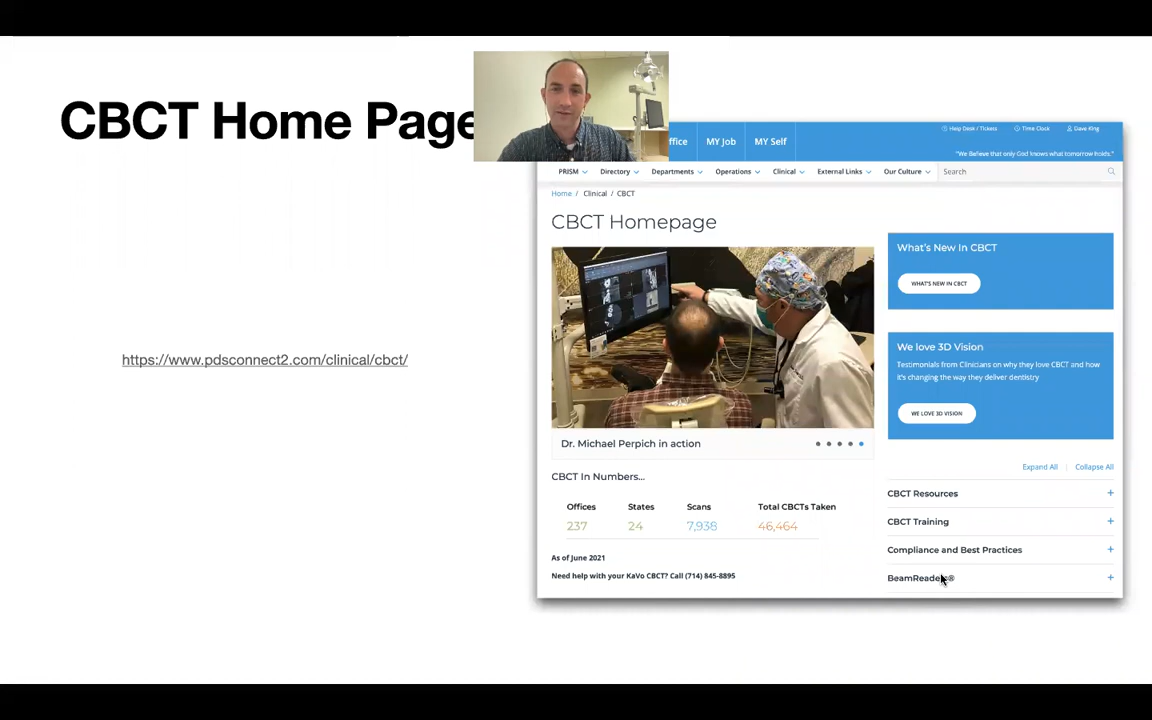 CBCT Home Page
https://www.pdsconnect2.com/clinical/cbct/
Help Desk / Tickets Time Clock Dave King
MY Job MY Self
"We Believe that only God knows what tomorrow holds."
PRISM Directory Departments Operations Clinical External Links Our Culture Search
Home / Clinical / CBCT
CBCT Homepage
Dr. Michael Perpich in action
CBCT In Numbers...
Offices States Scans Total CBCTs Taken
237 24 7,938 46,464
As of June 2021
Need help with your KaVo CBCT? Call (714) 845-8895
What's New In CBCT
WHAT'S NEW IN CBCT
We love 3D Vision
Testimonials from Clinicians on why they love CBCT and how
it's changing the way they deliver dentistry
WE LOVE 3D VISION
Expand All | Collapse All
CBCT Resources +
CBCT Training +
Compliance and Best Practices +
BeamReaders® +